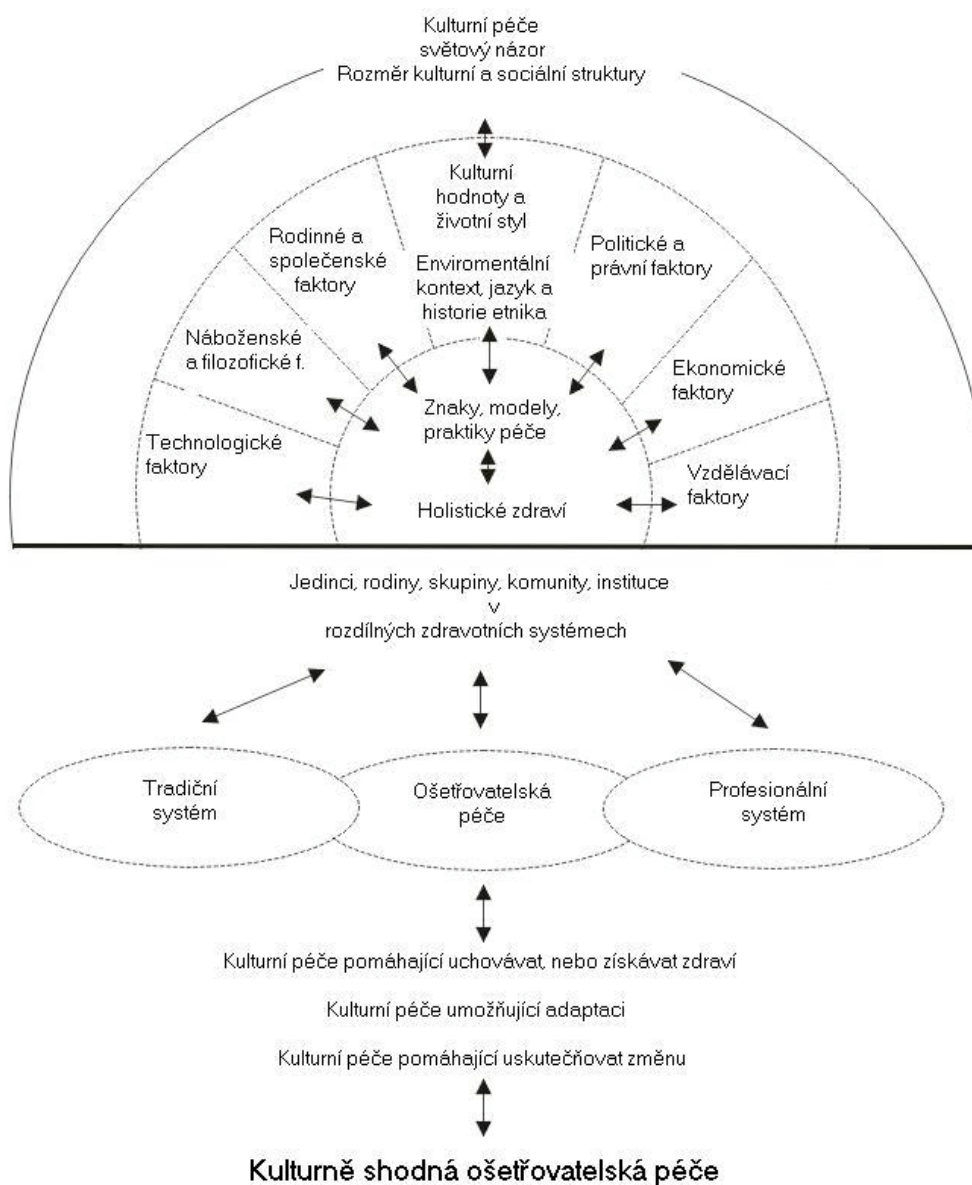 Kulturní péče
světový názor
Rozměr kulturní a sociální struktury
Kulturní
hodnoty a
životní styl
Rodinné a
společenské
faktory
Enviromentální
kontext, jazyk a
historie etnika
Politické a
právní faktory
Náboženské
a filozofické f.
Ekonomické
faktory
Technologické
faktory
Znaky, modely,
praktiky péče
Vzdělávací
faktory
Holistické zdraví
Jedinci, rodiny, skupiny, komunity, instituce
v
rozdílných zdravotních systémech
Tradiční
systém
Ošetřovatelská
péče
Profesionální
systém
Kulturní péče pomáhající uchovávat, nebo získávat zdraví
Kulturní péče umožňující adaptaci
Kulturní péče pomáhající uskutečňovat změnu
Kulturně shodná ošetřovatelská péče